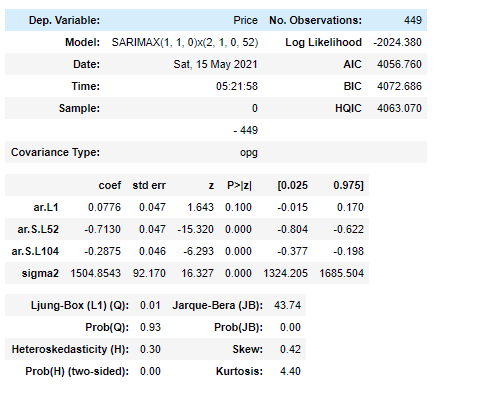 Dep. Variable: Price No. Observations: 449
Model: SARIMAX(1, 1, 0)x(2, 1, 0, 52) Log Likelihood -2024.380
Date: Sat, 15 May 2021 AIC 4056.760
Time: 05:21:58 BIC 4072.686
Sample: 0 HQIC 4063.070
- 449
Covariance Type: opg
coef std err z P>|z| [0.025 0.975]
ar.L1 0.0776 0.047 1.643 0.100 -0.015 0.170
ar.S.L52 -0.7130 0.047 -15.320 0.000 -0.804 -0.622
ar.S.L104 -0.2875 0.046 -6.293 0.000 -0.377 -0.198
sigma2 1504.8543 92.170 16.327 0.000 1324.205 1685.504
Ljung-Box (L1) (Q): 0.01 Jarque-Bera (JB): 43.74
Prob(Q): 0.93 Prob(JB): 0.00
Heteroskedasticity (H): 0.30 Skew: 0.42
Prob(H) (two-sided): 0.00 Kurtosis: 4.40